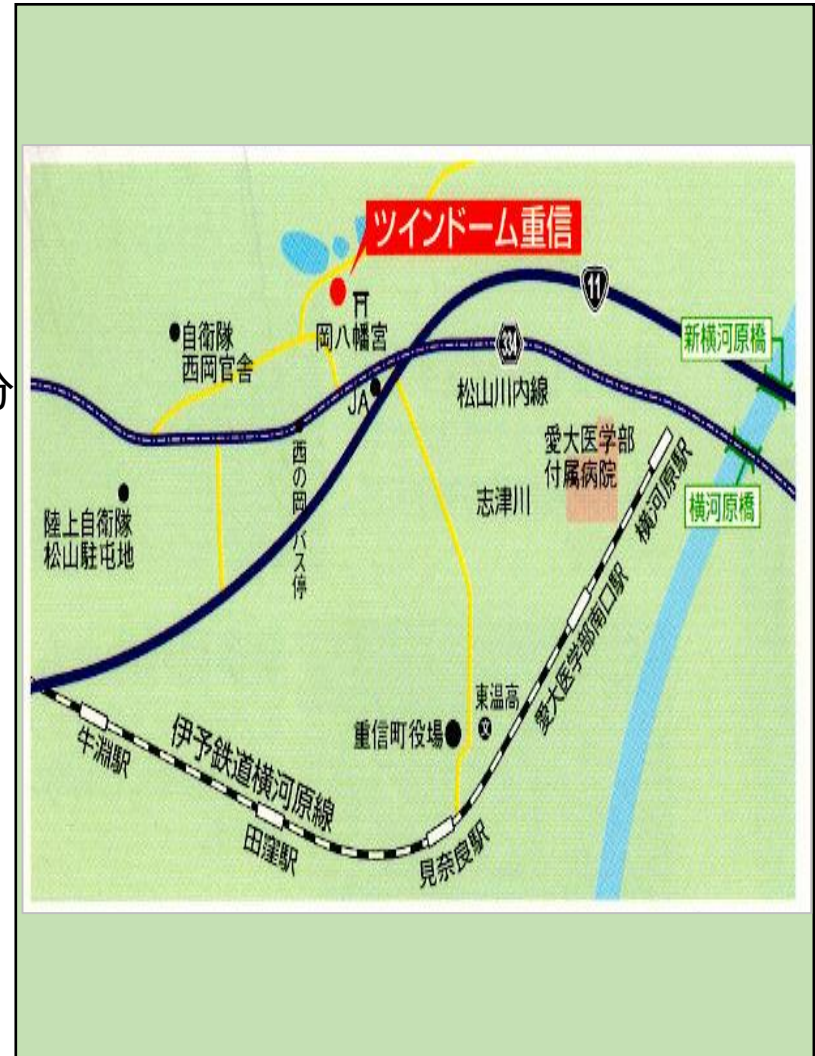 ツインドーム重信
11
新横河原橋
自衛隊
西岡官舎
岡八幡宮
334
分
JA
松山川内線
愛大医学部
付属病院
横河原駅
横河原橋
西の岡バス停
志津川
陸上自衛隊
松山駐屯地
愛大医学部南口駅
東温高
文
重信町役場
伊予鉄道横河原線
牛淵駅
田窪駅
見奈良駅